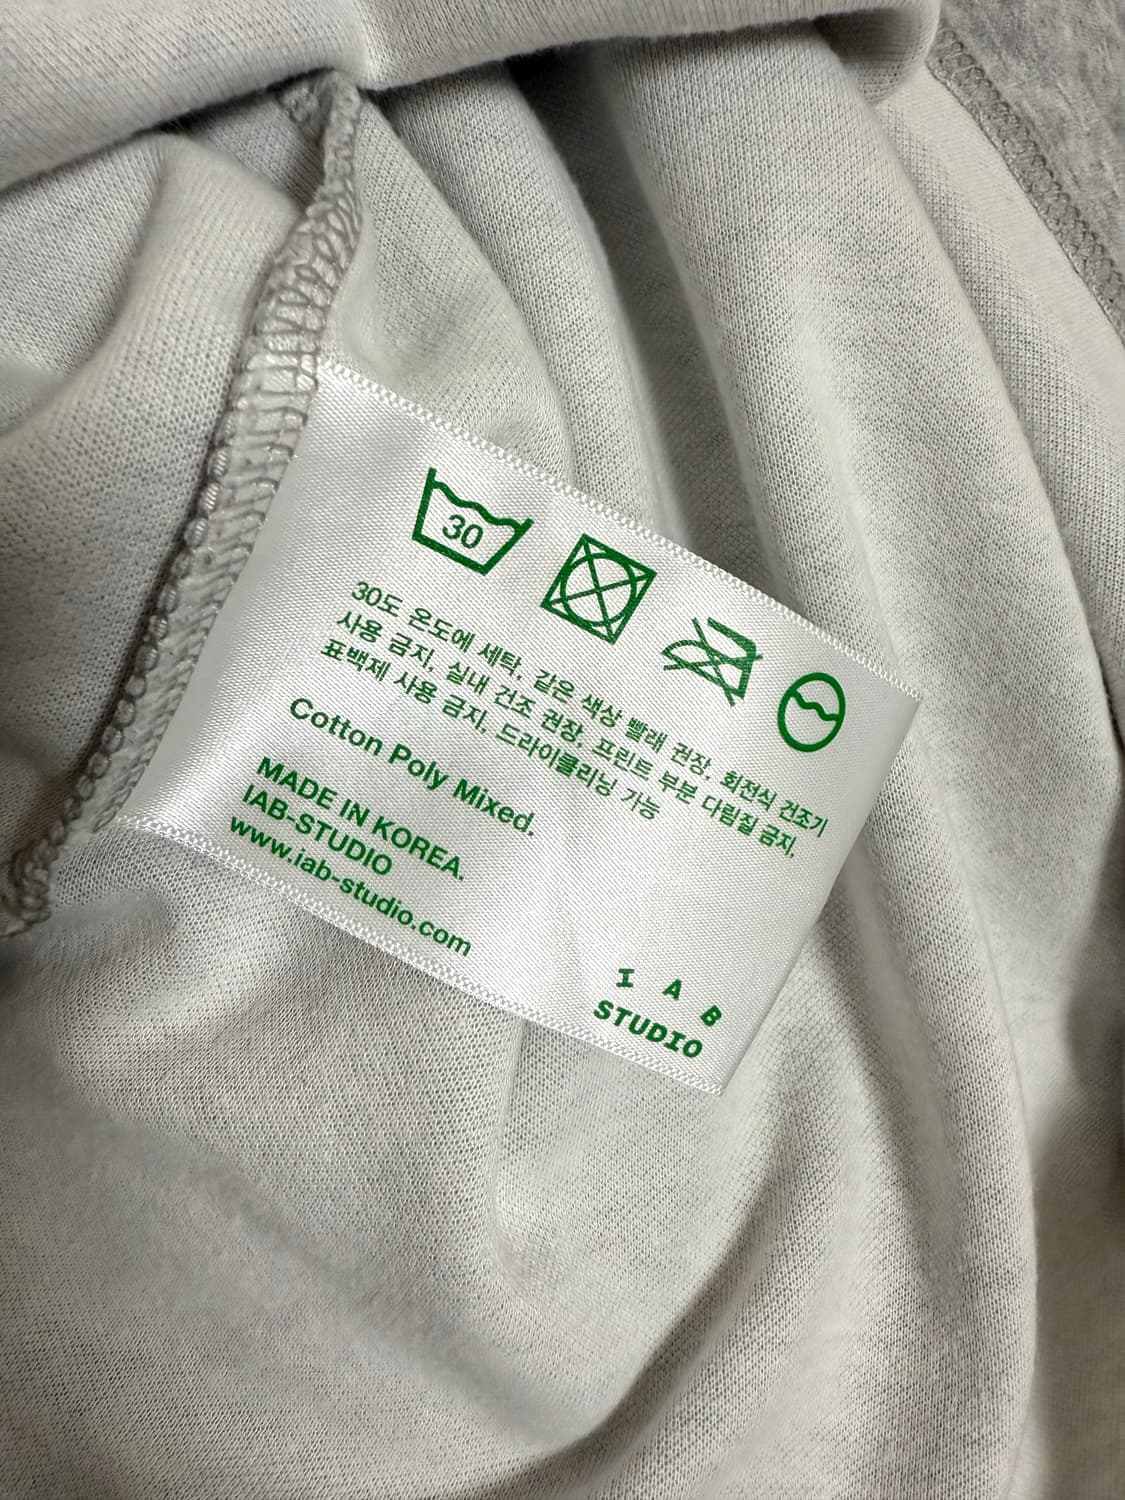 30
30도 온도에 세탁, 같은 색상 빨래 권장, 회전식 건조기
사용 금지, 실내 건조 권장, 프린트 부분 다림질 금지,
표백제 사용 금지, 드라이클리닝 가능
Cotton Poly Mixed.
MADE IN KOREA.
IAB-STUDIO
www.iab-studio.com
I A B
STUDIO